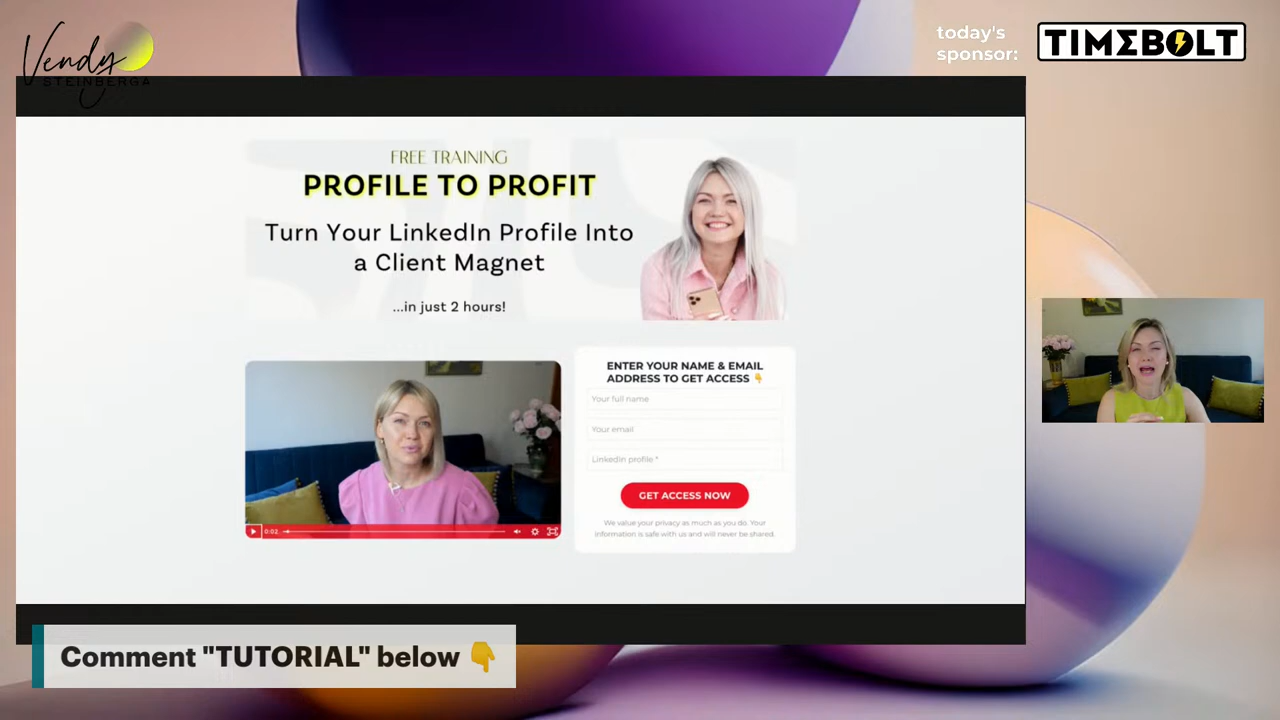 Vendy
STEINBERGA
today's
sponsor:
TIMΣBOLT
FREE TRAINING
PROFILE TO PROFIT
Turn Your LinkedIn Profile Into
a Client Magnet
...in just 2 hours!
ENTER YOUR NAME & EMAIL
ADDRESS TO GET ACCESS 👇
Your full name
Your email
Linkedin profile *
GET ACCESS NOW
We value your privacy as much as you do. Your
information is safe with us and will never be shared.
0:02
Comment "TUTORIAL" below 👇